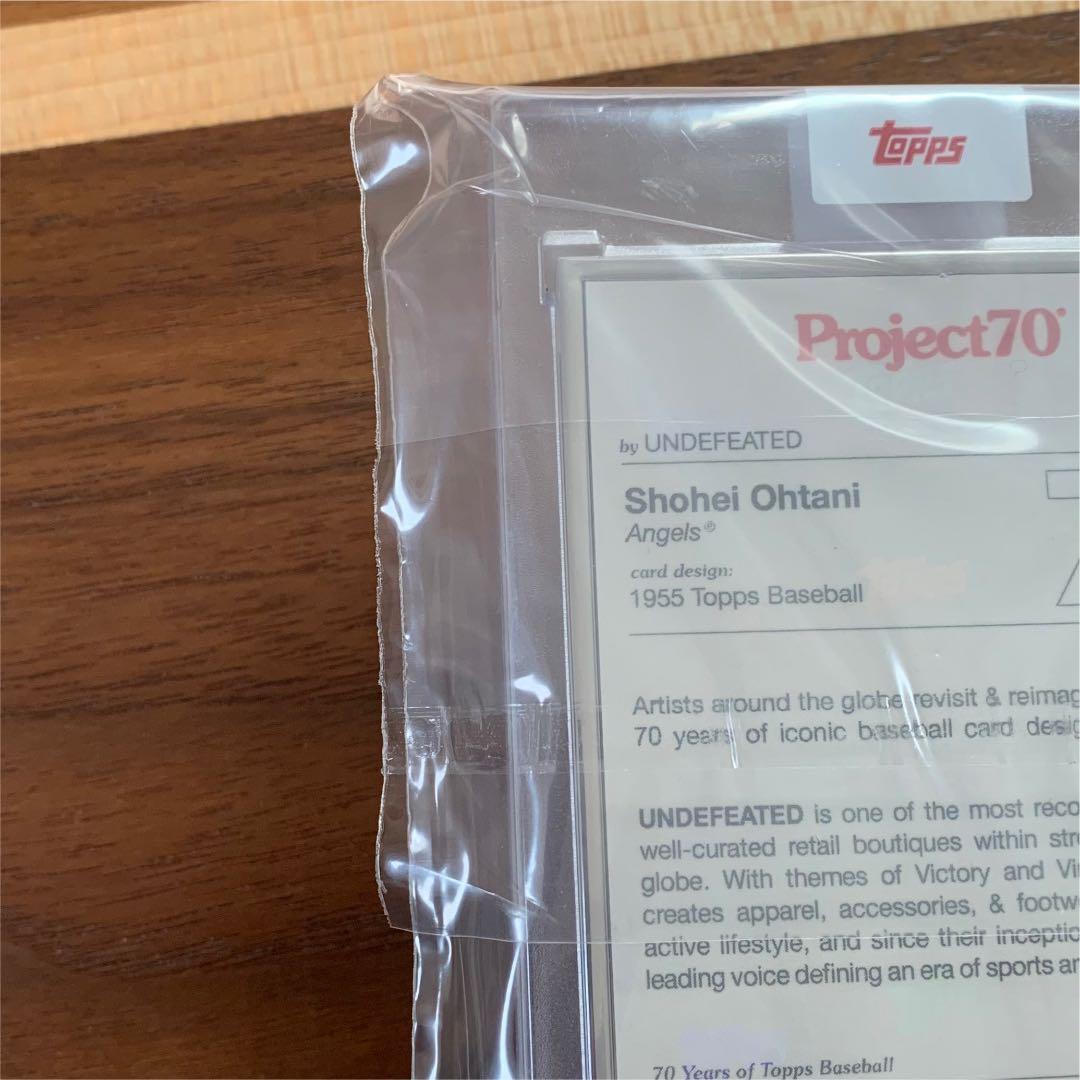 Topps
Project70®
by UNDEFEATED
Shohei Ohtani
Angels®
card design:
1955 Topps Baseball
Artists around the globe revisit & reimag
70 years of iconic baseball card desig
UNDEFEATED is one of the most reco
well-curated retail boutiques within str
globe. With themes of Victory and Vi
creates apparel, accessories, & footw
active lifestyle, and since their inceptio
leading voice defining an era of sports a
70 Years of Topps Baseball